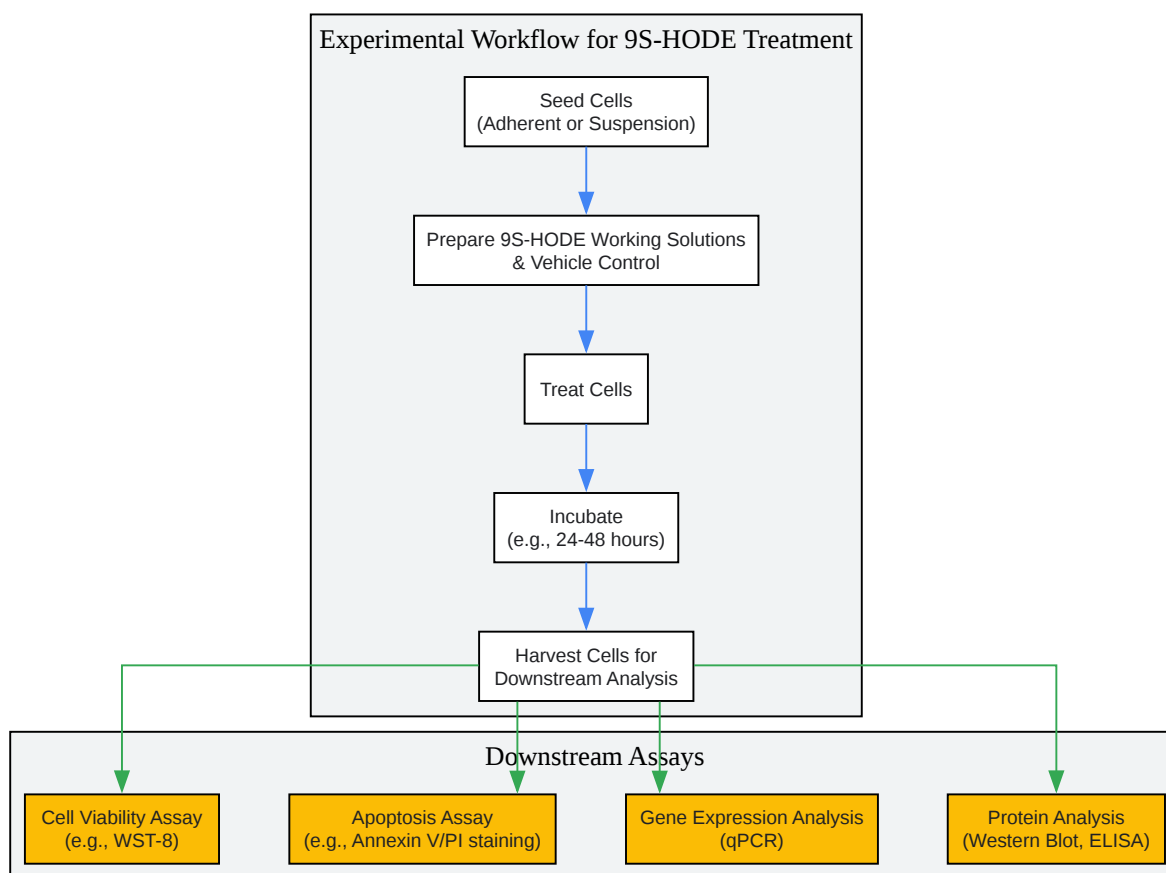 Experimental Workflow for 9S-HODE Treatment
Seed Cells
(Adherent or Suspension)
Prepare 9S-HODE Working Solutions
& Vehicle Control
Treat Cells
Incubate
(e.g., 24-48 hours)
Harvest Cells for
Downstream Analysis
Downstream Assays
Cell Viability Assay
(e.g., WST-8)
Apoptosis Assay
(e.g., Annexin V/PI staining)
Gene Expression Analysis
(qPCR)
Protein Analysis
(Western Blot, ELISA)